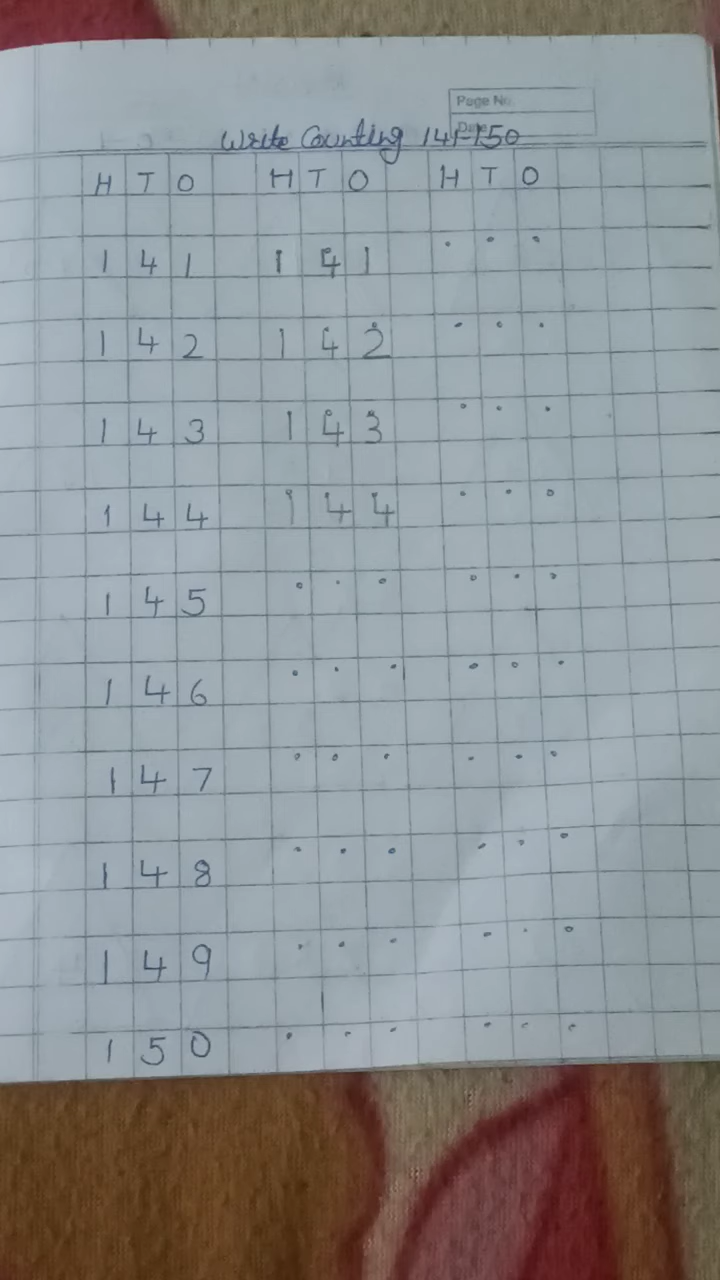 Page No.
Date
Write Counting 141-150
H T O H T O H T O
1 4 1 1 4 1
1 4 2 1 4 2
1 4 3 1 4 3
1 4 4 1 4 4
1 4 5
1 4 6
1 4 7
1 4 8
1 4 9
1 5 0